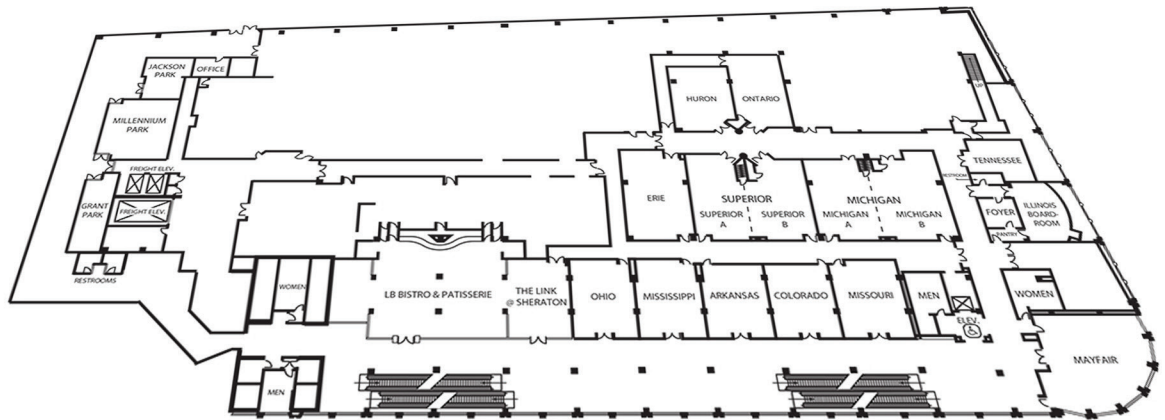 JACKSON
PARK
OFFICE
MILLENNIUM
PARK
FREIGHT ELEV.
FREIGHT ELEV.
GRANT
PARK
RESTROOMS
WOMEN
MEN
LB BISTRO & PATISSERIE
THE LINK
@ SHERATON
OHIO
MISSISSIPPI
ARKANSAS
COLORADO
MISSOURI
MEN
ELEV.
WOMEN
MAYFAIR
HURON
ONTARIO
UP
ERIE
SUPERIOR
SUPERIOR
A
SUPERIOR
B
MICHIGAN
MICHIGAN
A
MICHIGAN
B
TENNESSEE
RESTROOM
FOYER
PANTRY
ILLINOIS
BOARD-
ROOM